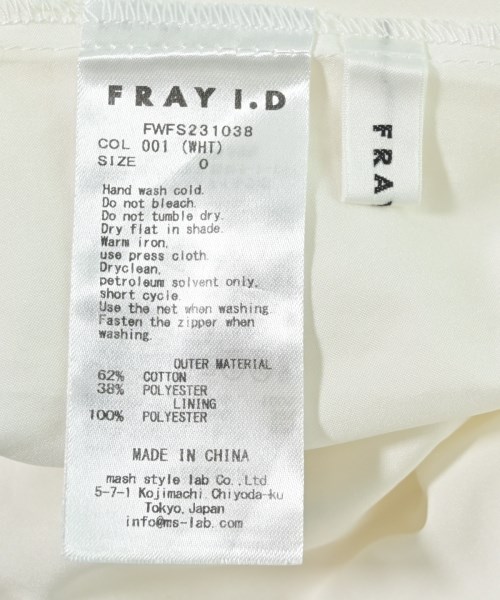 FRAY I.D
FWFS231038
COL 001 (WHT)
SIZE 0
Hand wash cold.
Do not bleach.
Do not tumble dry.
Dry flat in shade.
Warm iron,
use press cloth.
Dryclean,
petroleum solvent only,
short cycle.
Use the net when washing.
Fasten the zipper when
washing.
OUTER MATERIAL
62% COTTON
38% POLYESTER
LINING
100% POLYESTER
MADE IN CHINA
mash style lab Co., Ltd.
5-7-1 Kojimachi, Chiyoda-ku
Tokyo, Japan
info@ms-lab.com
FRA